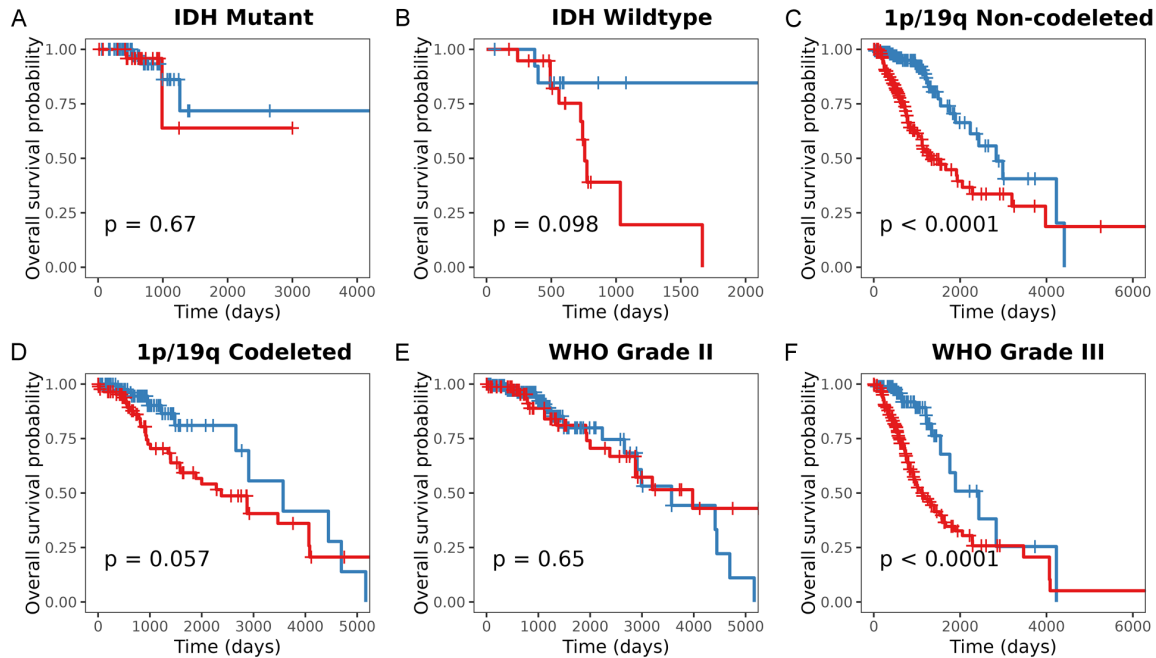 A
IDH Mutant
Overall survival probability
1.00
0.75
0.50
0.25
0.00
p = 0.67
0 1000 2000 3000 4000
Time (days)
B
IDH Wildtype
Overall survival probability
1.00
0.75
0.50
0.25
0.00
p = 0.098
0 500 1000 1500 2000
Time (days)
C
1p/19q Non-codeleted
Overall survival probability
1.00
0.75
0.50
0.25
0.00
p < 0.0001
0 2000 4000 6000
Time (days)
D
1p/19q Codeleted
Overall survival probability
1.00
0.75
0.50
0.25
0.00
p = 0.057
0 1000 2000 3000 4000 5000
Time (days)
E
WHO Grade II
Overall survival probability
1.00
0.75
0.50
0.25
0.00
p = 0.65
0 1000 2000 3000 4000 5000
Time (days)
F
WHO Grade III
Overall survival probability
1.00
0.75
0.50
0.25
0.00
p < 0.0001
0 2000 4000 6000
Time (days)